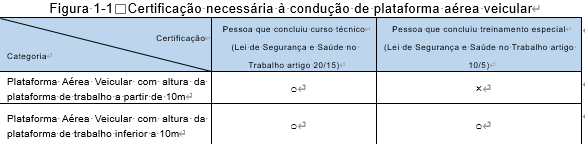 Figura 1-1□Certificação necessária à condução de plataforma aérea veicular
Certificação
Categoria
Pessoa que concluiu curso técnico
(Lei de Segurança e Saúde no
Trabalho artigo 20/15)
Pessoa que concluiu treinamento especial
(Lei de Segurança e Saúde no Trabalho artigo
10/5)
Plataforma Aérea Veicular com altura da
plataforma de trabalho a partir de 10m
○
×
Plataforma Aérea Veicular com altura da
plataforma de trabalho inferior a 10m
○
○